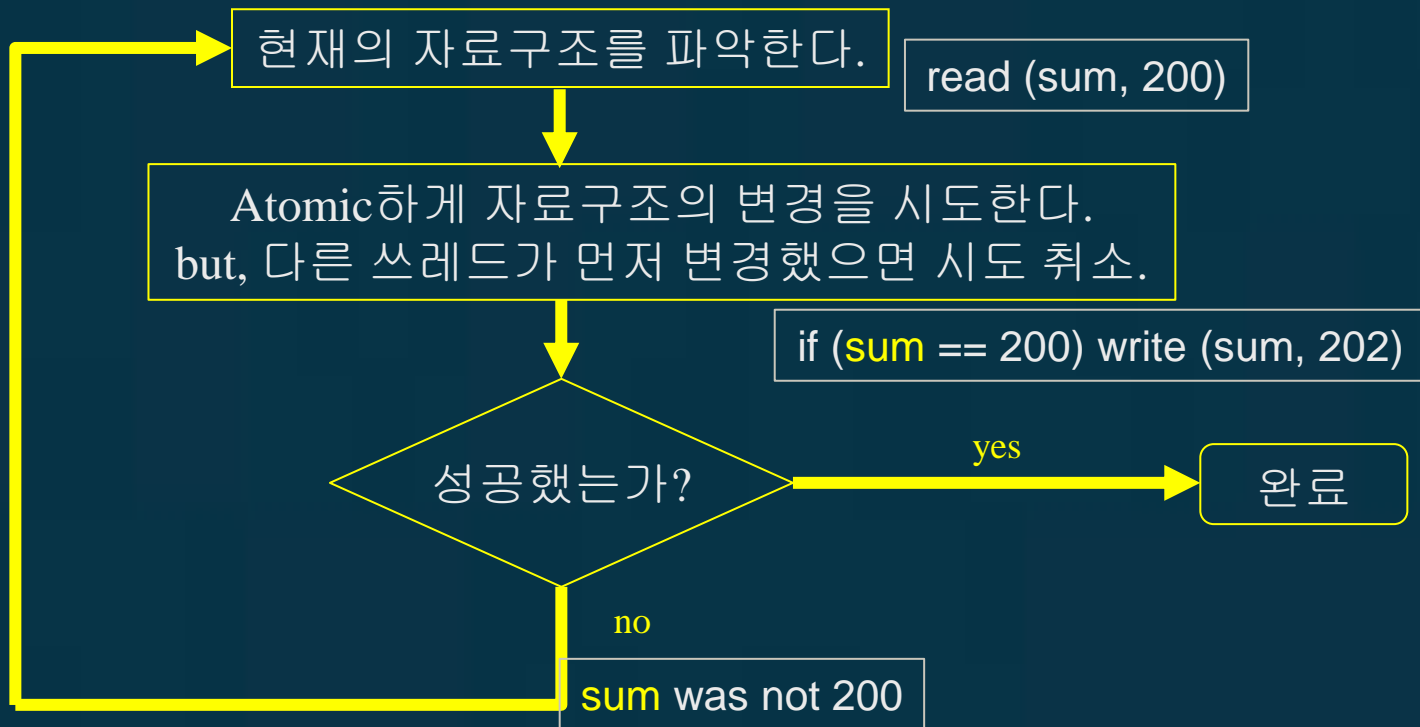 현재의 자료구조를 파악한다.
read (sum, 200)
Atomic하게 자료구조의 변경을 시도한다.
but, 다른 쓰레드가 먼저 변경했으면 시도 취소.
if (sum == 200) write (sum, 202)
성공했는가?
yes
완료
no
sum was not 200